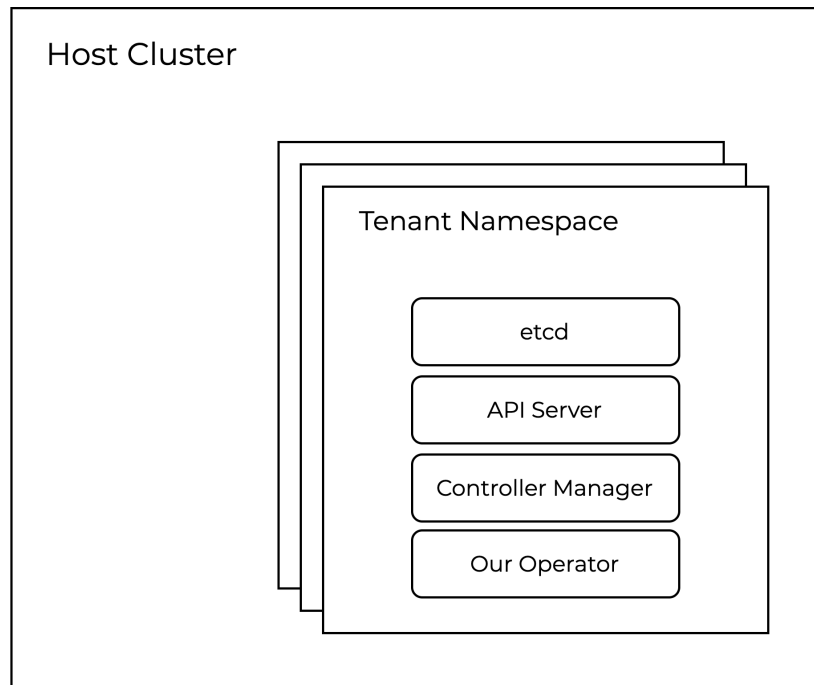 Host Cluster
Tenant Namespace
etcd
API Server
Controller Manager
Our Operator